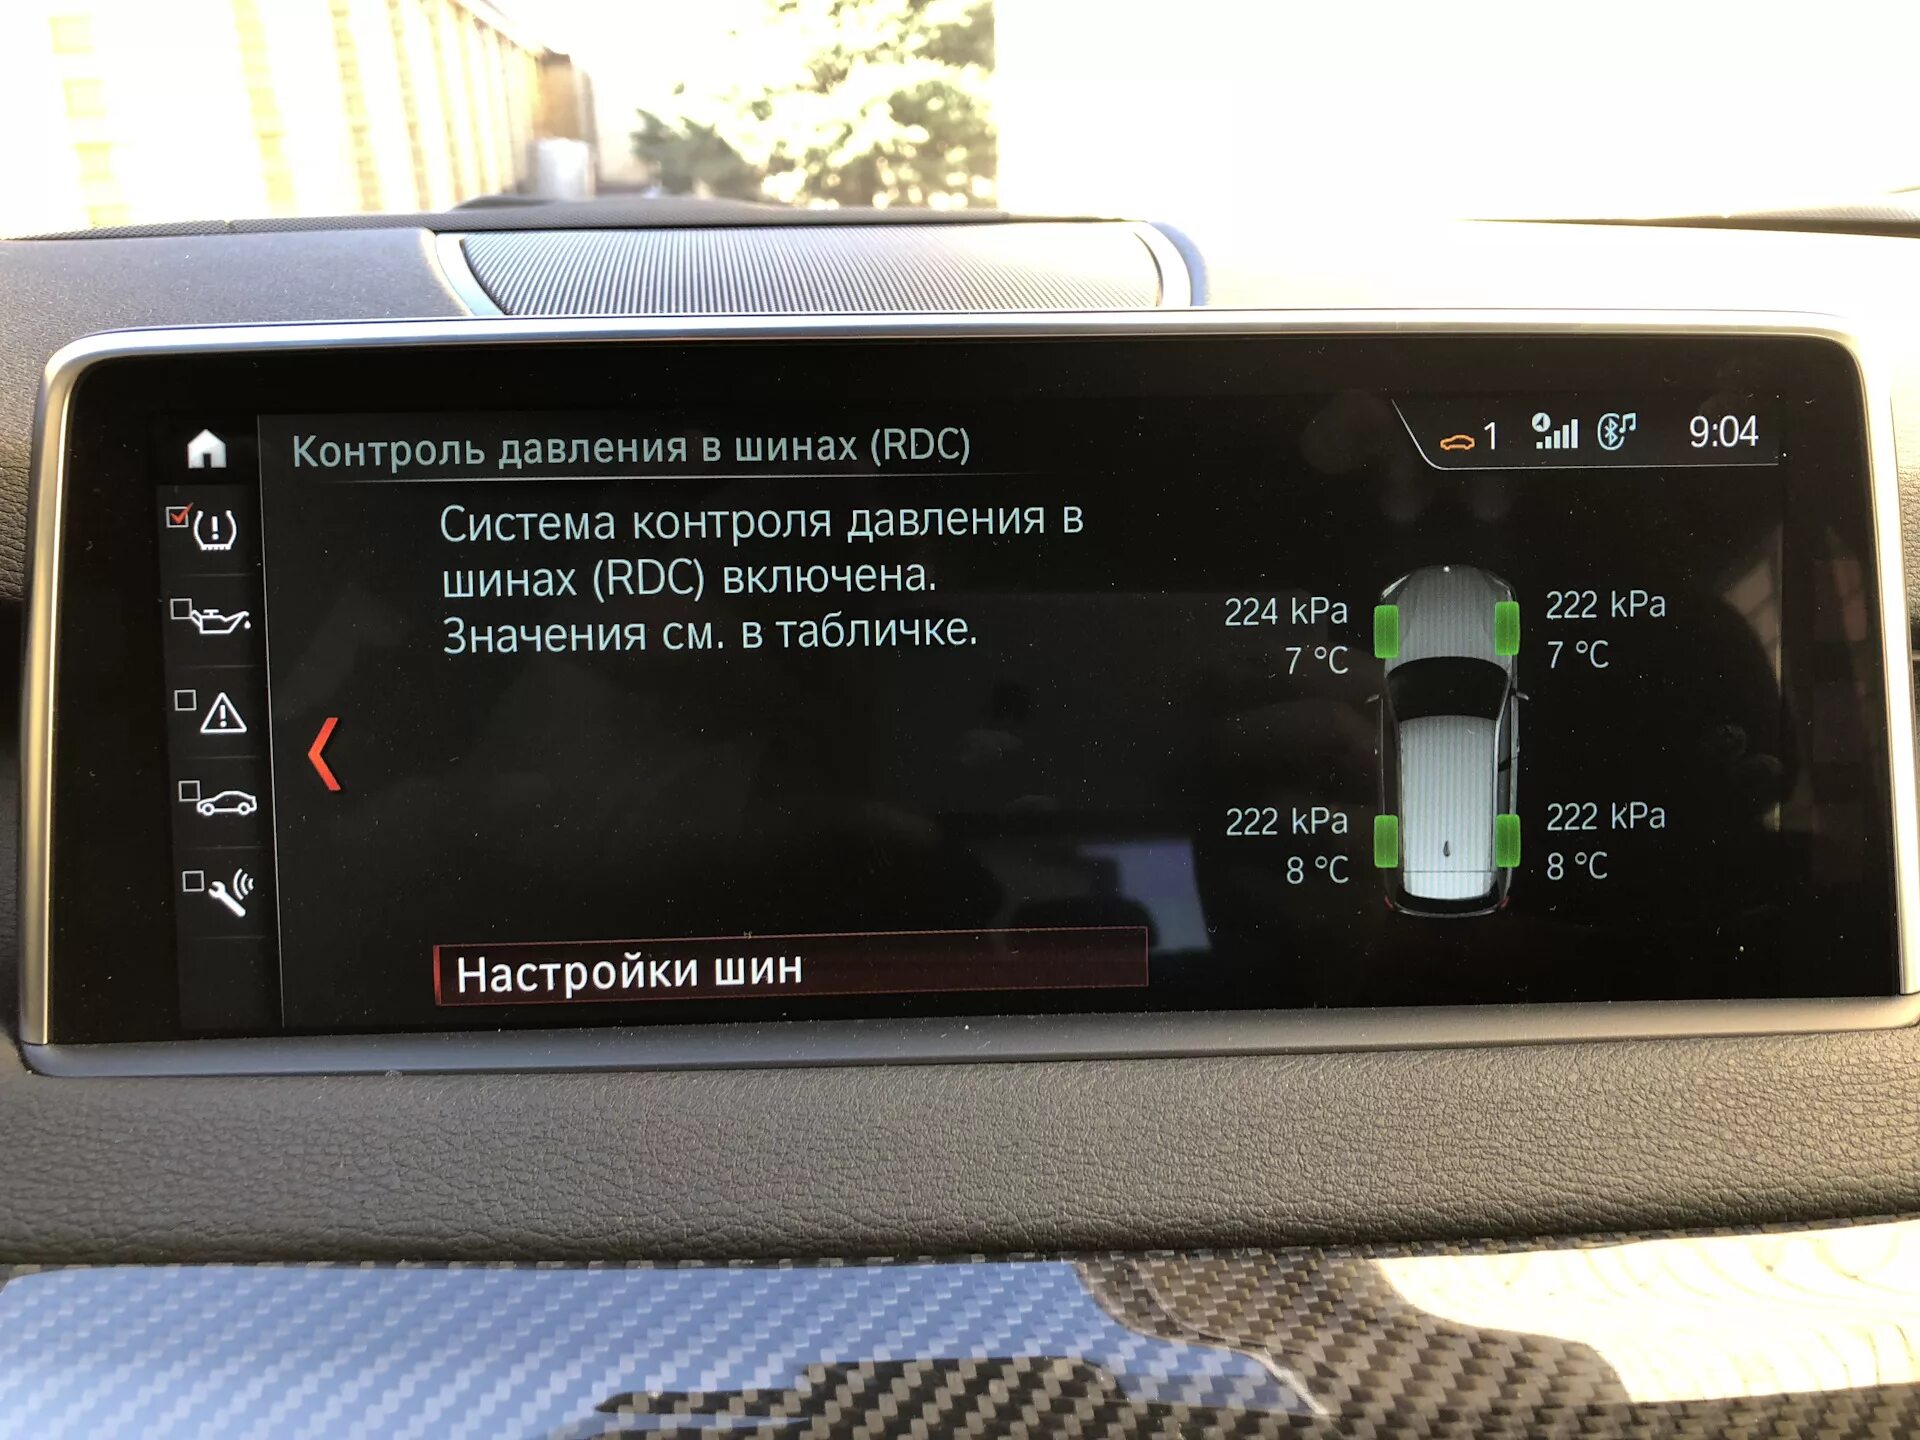 Контроль давления в шинах (RDC)
1
9:04
Система контроля давления в
шинах (RDC) включена.
Значения см. в табличке.
224 kPa
7 °C
222 kPa
7 °C
222 kPa
8 °C
222 kPa
8 °C
Настройки шин